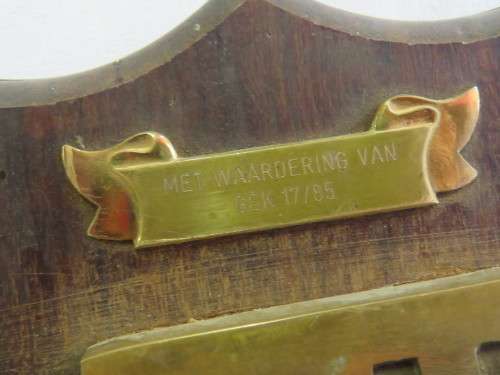 MET WAARDERING VAN
GEK 17/85